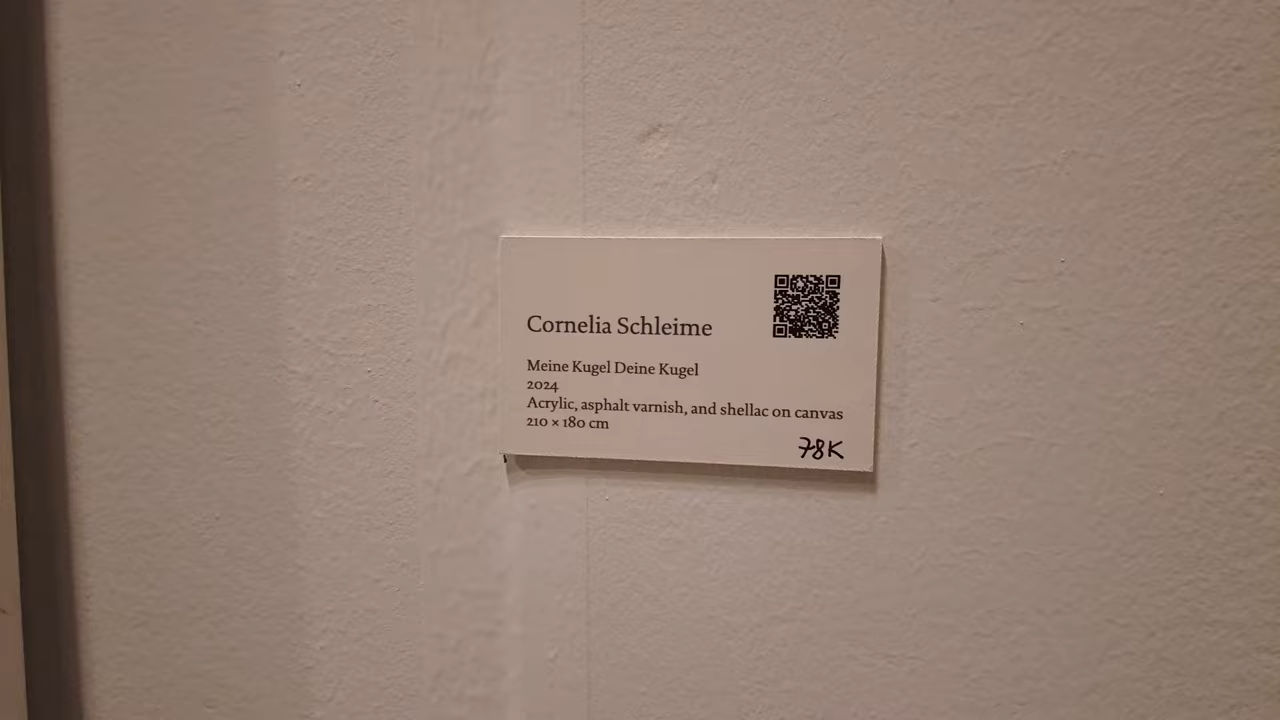 Cornelia Schleime
Meine Kugel Deine Kugel
2024
Acrylic, asphalt varnish, and shellac on canvas
210 × 180 cm
78K